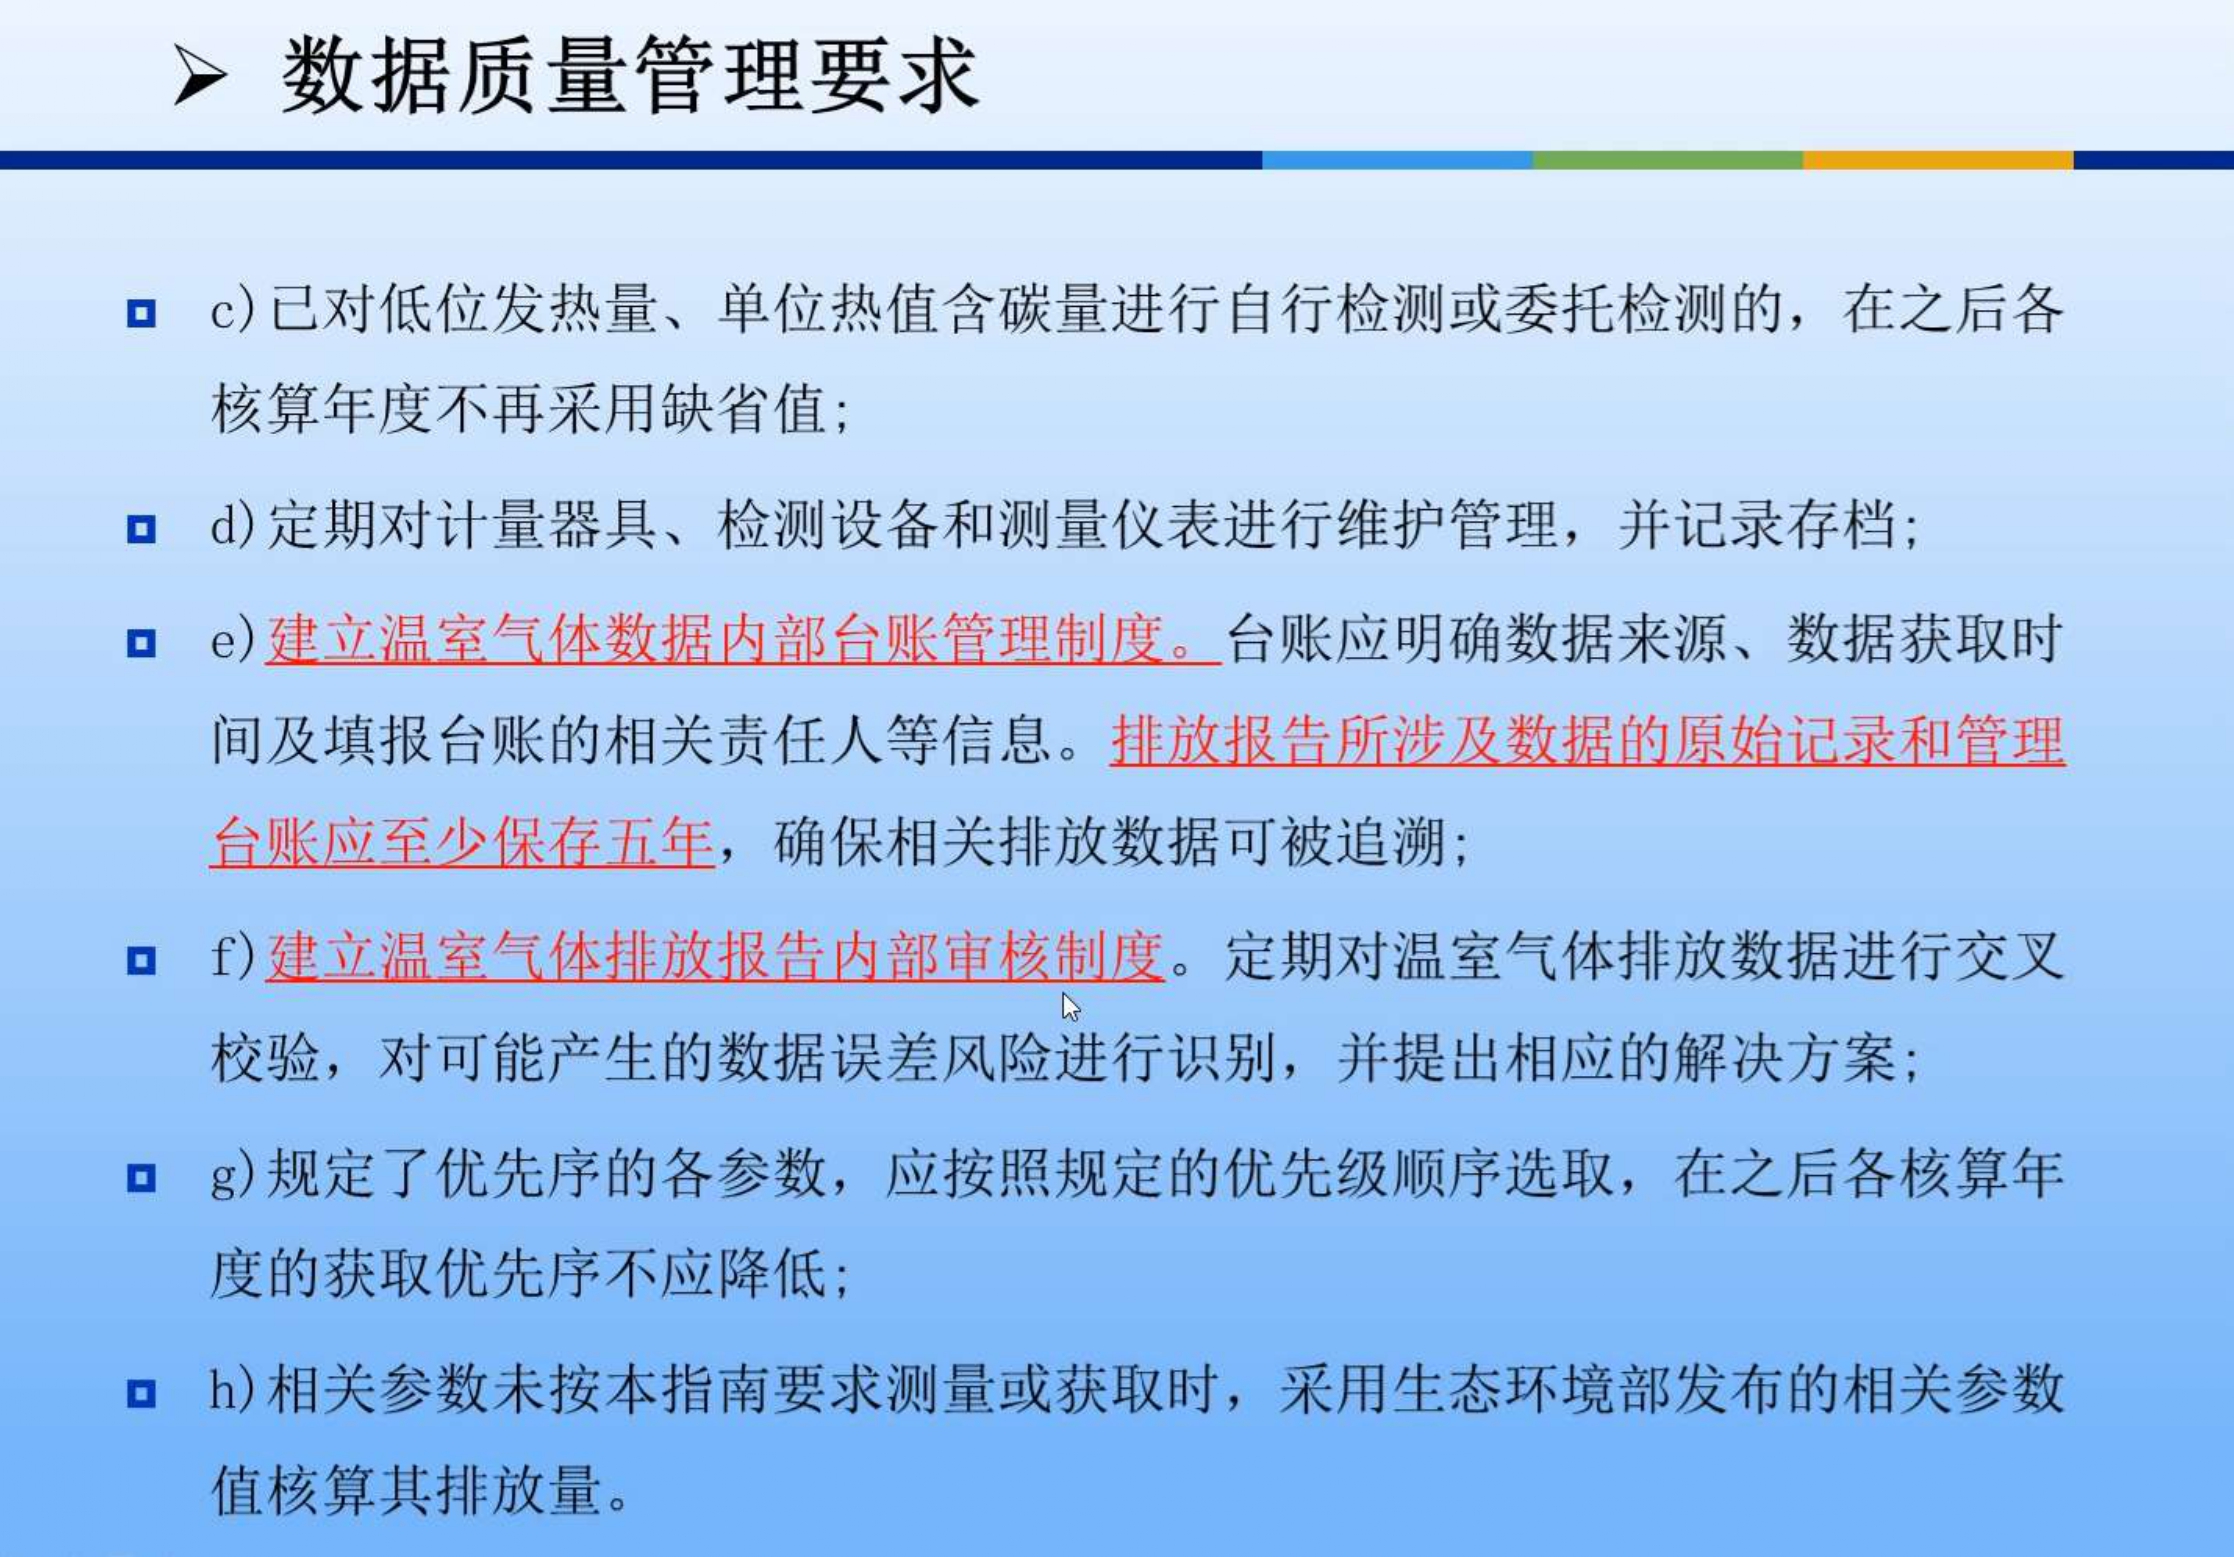 数据质量管理要求
c)已对低位发热量、单位热值含碳量进行自行检测或委托检测的，在之后各
核算年度不再采用缺省值；
d)定期对计量器具、检测设备和测量仪表进行维护管理，并记录存档；
e)建立温室气体数据内部台账管理制度。台账应明确数据来源、数据获取时
间及填报台账的相关责任人等信息。排放报告所涉及数据的原始记录和管理
台账应至少保存五年，确保相关排放数据可被追溯；
f)建立温室气体排放报告内部审核制度。定期对温室气体排放数据进行交叉
校验，对可能产生的数据误差风险进行识别，并提出相应的解决方案；
g)规定了优先序的各参数，应按照规定的优先级顺序选取，在之后各核算年
度的获取优先序不应降低；
h)相关参数未按本指南要求测量或获取时，采用生态环境部发布的相关参数
值核算其排放量。